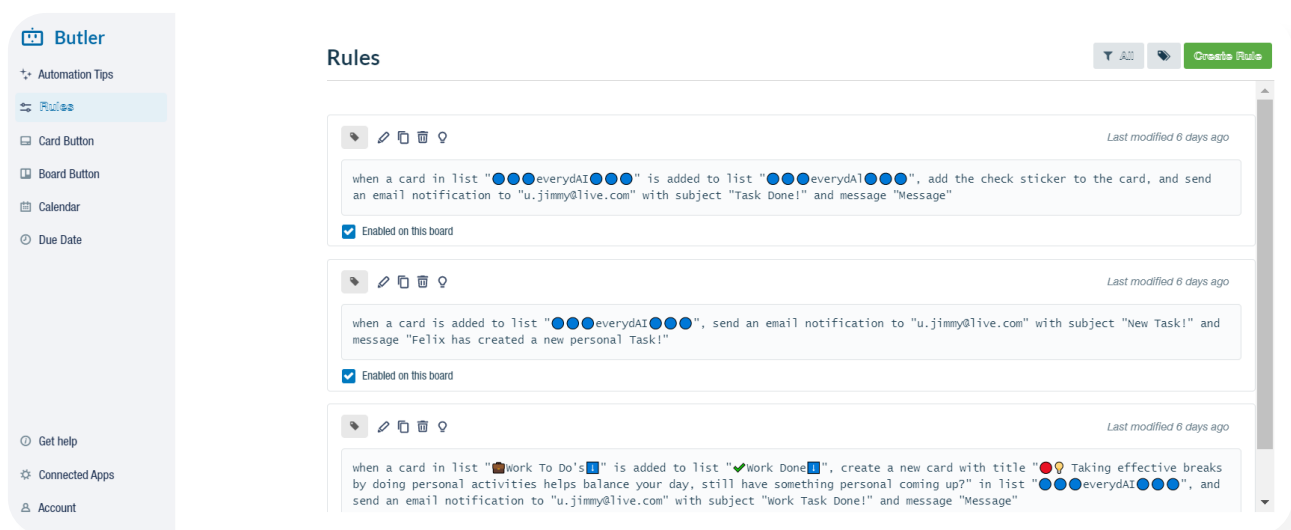 Butler
Automation Tips
Rules
Card Button
Board Button
Calendar
Due Date
Get help
Connected Apps
Account
Rules
All
Create Rule
Last modified 6 days ago
when a card in list "🔵🔵🔵everydAI🔵🔵🔵" is added to list "🔵🔵🔵everydAl🔵🔵🔵", add the check sticker to the card, and send
an email notification to "u.jimmy@live.com" with subject "Task Done!" and message "Message"
Enabled on this board
Last modified 6 days ago
when a card is added to list "🔵🔵🔵everydAI🔵🔵🔵", send an email notification to "u.jimmy@live.com" with subject "New Task!" and
message "Felix has created a new personal Task!"
Enabled on this board
Last modified 6 days ago
when a card in list "💼Work To Do's⬇️" is added to list "✔️Work Done⬇️", create a new card with title "🔴💡 Taking effective breaks
by doing personal activities helps balance your day, still have something personal coming up?" in list "🔵🔵🔵everydAI🔵🔵🔵", and
send an email notification to "u.jimmy@live.com" with subject "Work Task Done!" and message "Message"